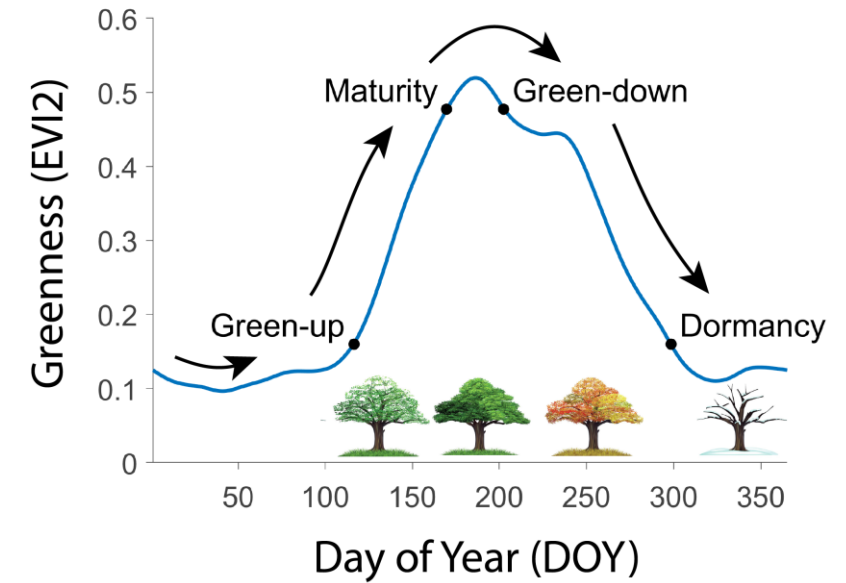 0.6
0.5
0.4
0.3
0.2
0.1
0
Greenness (EVI2)
Maturity
Green-down
Green-up
Dormancy
50 100 150 200 250 300 350
Day of Year (DOY)